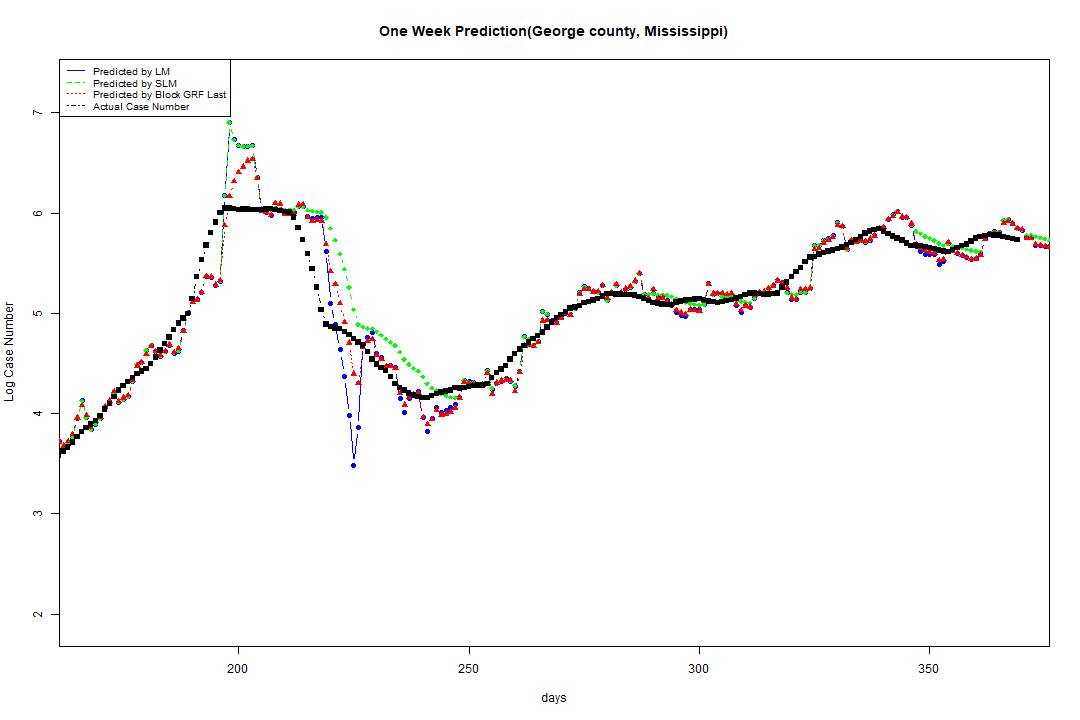 One Week Prediction(George county, Mississippi)
Predicted by LM
Predicted by SLM
Predicted by Block GRF Last
Actual Case Number
7
6
5
4
3
2
Log Case Number
200 250 300 350
days